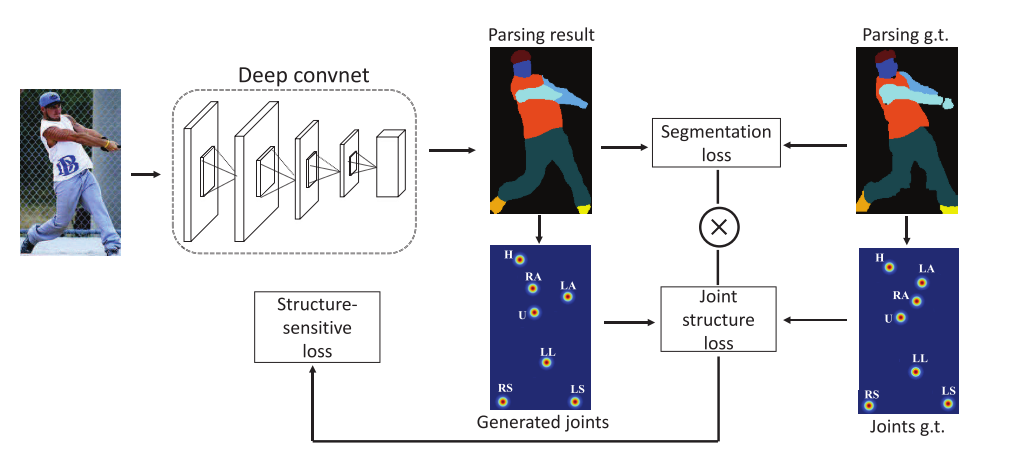 Parsing result
Parsing g.t.
Deep convnet
Segmentation
loss
H
RA
LA
U
LL
RS
LS
Generated joints
Structure-
sensitive
loss
Joint
structure
loss
H
LA
RA
U
LL
RS
LS
Joints g.t.